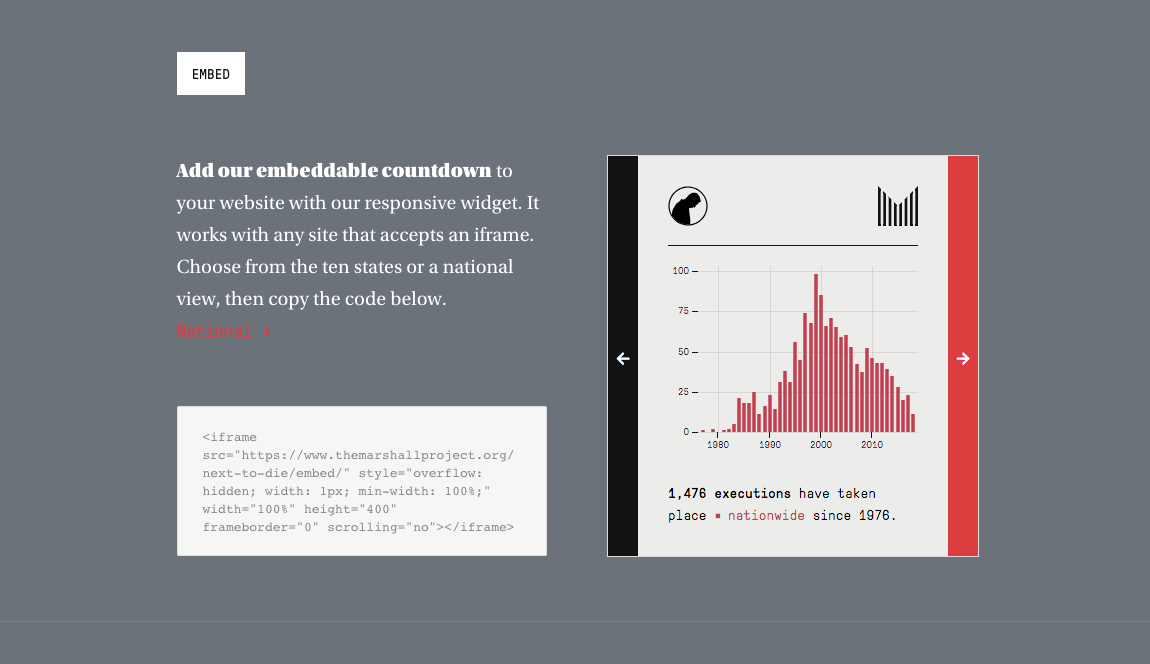 EMBED
Add our embeddable countdown to
your website with our responsive widget. It
works with any site that accepts an iframe.
Choose from the ten states or a national
view, then copy the code below.
National ↓
<iframe
src="https://www.themarshallproject.org/
next-to-die/embed/" style="overflow:
hidden; width: 1px; min-width: 100%;"
width="100%" height="400"
frameborder="0" scrolling="no"></iframe>
100
75
50
25
0
1980 1990 2000 2010
1,476 executions have taken
place ▪ nationwide since 1976.